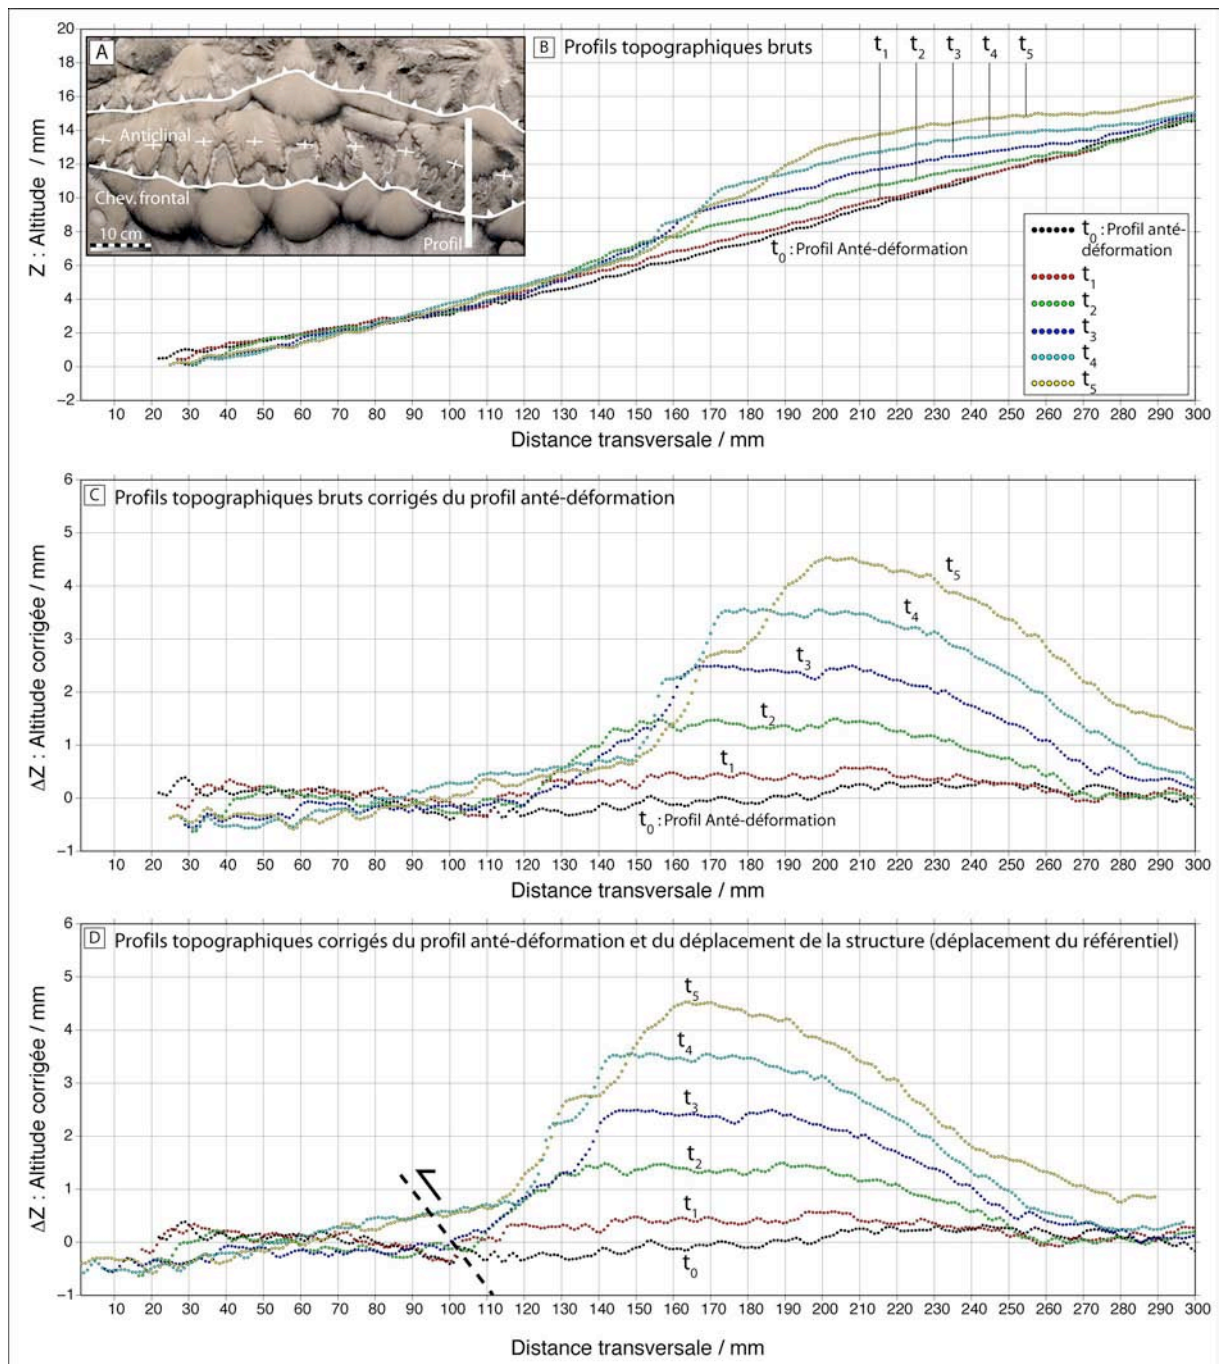 A
Anticlinal
Chev. frontal
10 cm
Profil
B Profils topographiques bruts
t1 t2 t3 t4 t5
t0 : Profil Anté-déformation
t0 : Profil anté-
déformation
t1
t2
t3
t4
t5
Z : Altitude / mm
20
18
16
14
12
10
8
6
4
2
0
−2
10 20 30 40 50 60 70 80 90 100 110 120 130 140 150 160 170 180 190 200 210 220 230 240 250 260 270 280 290 300
Distance transversale / mm
C Profils topographiques bruts corrigés du profil anté-déformation
t5
t4
t3
t2
t1
t0 : Profil Anté-déformation
ΔZ : Altitude corrigée / mm
6
5
4
3
2
1
0
−1
10 20 30 40 50 60 70 80 90 100 110 120 130 140 150 160 170 180 190 200 210 220 230 240 250 260 270 280 290 300
Distance transversale / mm
D Profils topographiques corrigés du profil anté-déformation et du déplacement de la structure (déplacement du référentiel)
t5
t4
t3
t2
t1
t0
ΔZ : Altitude corrigée / mm
6
5
4
3
2
1
0
−1
10 20 30 40 50 60 70 80 90 100 110 120 130 140 150 160 170 180 190 200 210 220 230 240 250 260 270 280 290 300
Distance transversale / mm